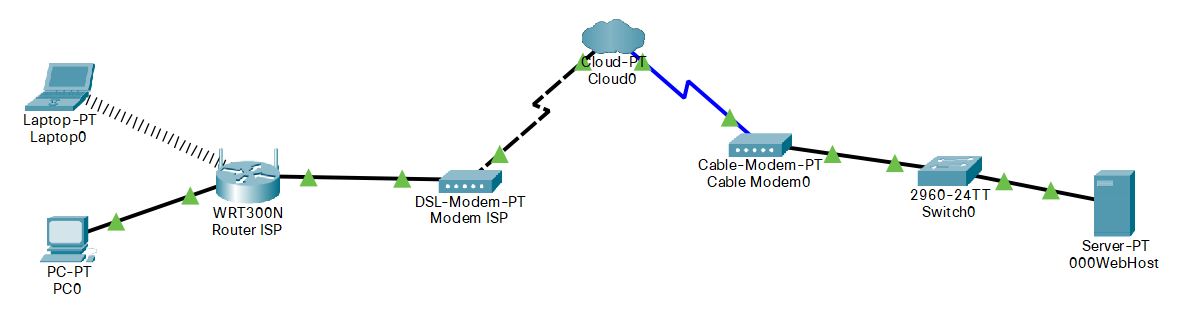 Cloud-PT
Cloud0
Laptop-PT
Laptop0
WRT300N
Router ISP
DSL-Modem-PT
Modem ISP
Cable-Modem-PT
Cable Modem0
2960-24TT
Switch0
Server-PT
000WebHost
PC-PT
PC0